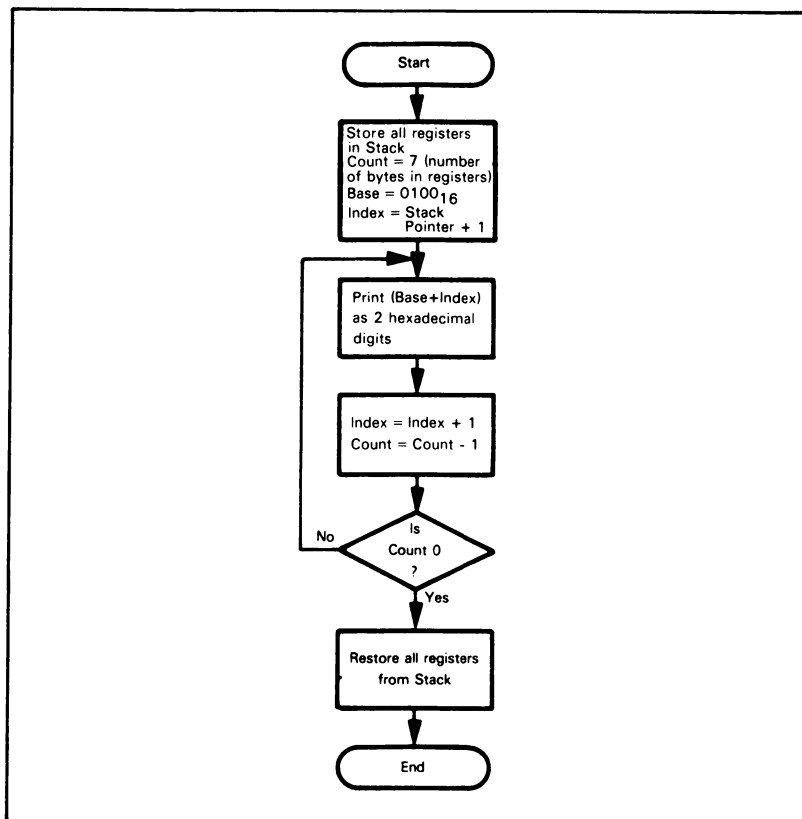 Start
Store all registers
in Stack
Count = 7 (number
of bytes in registers)
Base = 0100₁₆
Index = Stack
Pointer + 1
Print (Base+Index)
as 2 hexadecimal
digits
Index = Index + 1
Count = Count - 1
Is
Count 0
?
No
Yes
Restore all registers
from Stack
End